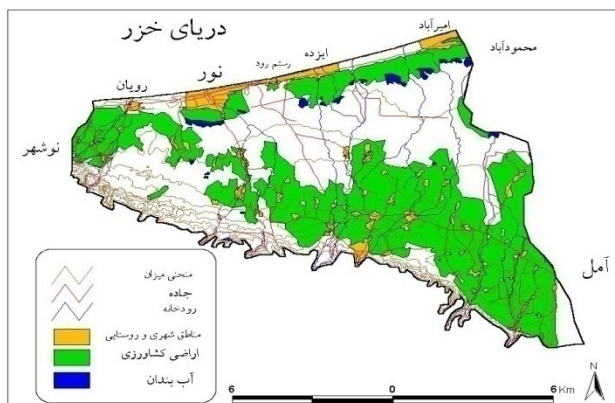 امیرآباد
دریای خزر
محمودآباد
ایزده
رستم رود
نور
رویان
نوشهر
آمل
منحنی میزان
جاده
رودخانه
مناطق شهری و روستایی
اراضی کشاورزی
آب بندان
N
6 0 6 Km